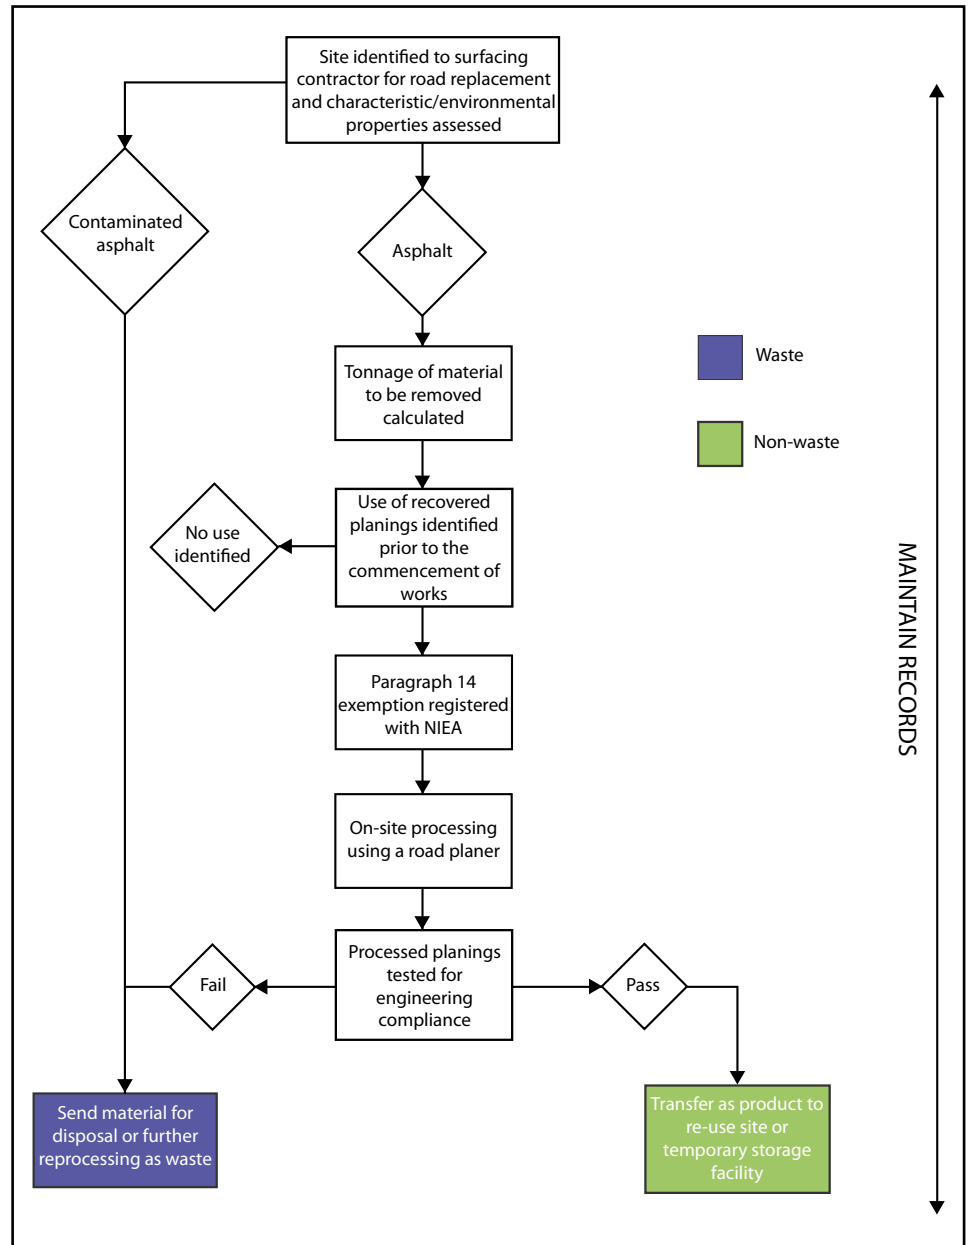 Site identified to surfacing
contractor for road replacement
and characteristic/environmental
properties assessed
Contaminated
asphalt
Asphalt
Tonnage of material
to be removed
calculated
Waste
Non-waste
Use of recovered
planings identified
prior to the
commencement of
works
No use
identified
Paragraph 14
exemption registered
with NIEA
On-site processing
using a road planer
Processed planings
tested for
engineering
compliance
Fail
Pass
Send material for
disposal or further
reprocessing as waste
Transfer as product to
re-use site or
temporary storage
facility
MAINTAIN RECORDS